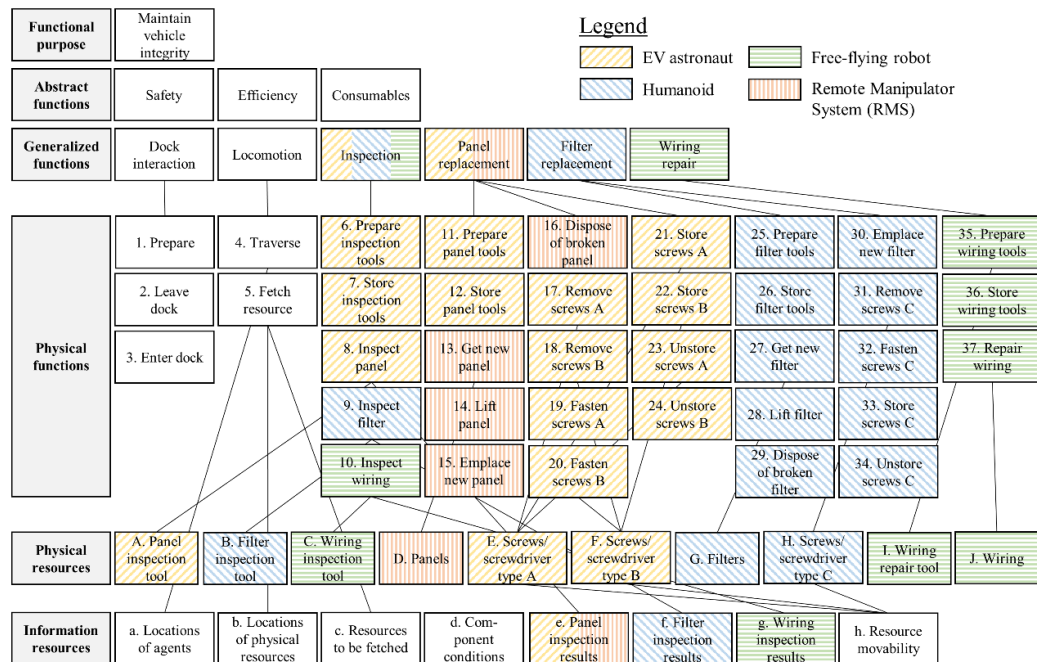 Functional
purpose
Maintain
vehicle
integrity
Legend
EV astronaut
Free-flying robot
Humanoid
Remote Manipulator
System (RMS)
Abstract
functions
Safety
Efficiency
Consumables
Generalized
functions
Dock
interaction
Locomotion
Inspection
Panel
replacement
Filter
replacement
Wiring
repair
Physical
functions
1. Prepare
2. Leave
dock
3. Enter dock
4. Traverse
5. Fetch
resource
6. Prepare
inspection
tools
7. Store
inspection
tools
8. Inspect
panel
9. Inspect
filter
10. Inspect
wiring
11. Prepare
panel tools
12. Store
panel tools
13. Get new
panel
14. Lift
panel
15. Emplace
new panel
16. Dispose
of broken
panel
17. Remove
screws A
18. Remove
screws B
19. Fasten
screws A
20. Fasten
screws B
21. Store
screws A
22. Store
screws B
23. Unstore
screws A
24. Unstore
screws B
25. Prepare
filter tools
26. Store
filter tools
27. Get new
filter
28. Lift filter
29. Dispose
of broken
filter
30. Emplace
new filter
31. Remove
screws C
32. Fasten
screws C
33. Store
screws C
34. Unstore
screws C
35. Prepare
wiring tools
36. Store
wiring tools
37. Repair
wiring
Physical
resources
A. Panel
inspection
tool
B. Filter
inspection
tool
C. Wiring
inspection
tool
D. Panels
E. Screws/
screwdriver
type A
F. Screws/
screwdriver
type B
G. Filters
H. Screws/
screwdriver
type C
I. Wiring
repair tool
J. Wiring
Information
resources
a. Locations
of agents
b. Locations
of physical
resources
c. Resources
to be fetched
d. Com-
ponent
conditions
e. Panel
inspection
results
f. Filter
inspection
results
g. Wiring
inspection
results
h. Resource
movability